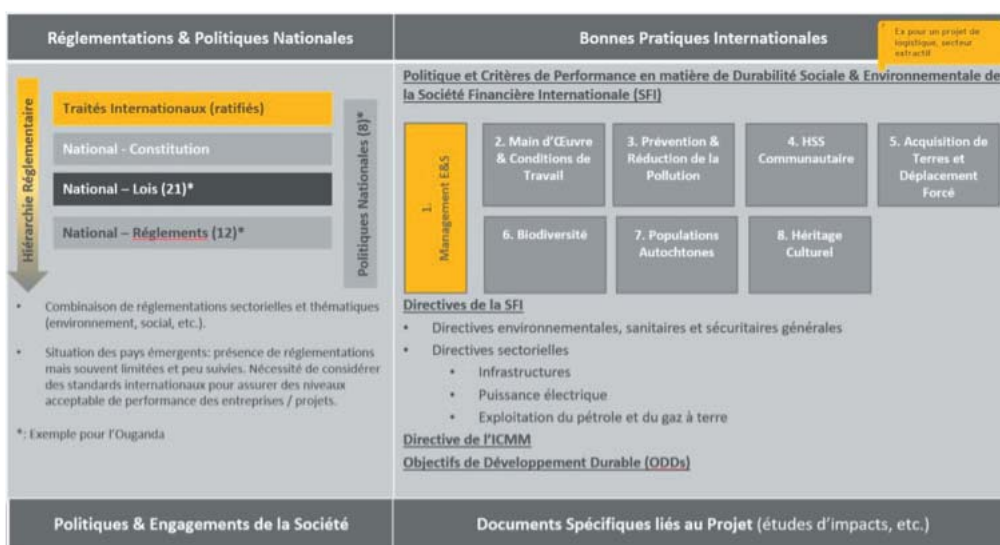 Réglementations & Politiques Nationales
Hiérarchie Réglementaire
Traités Internationaux (ratifiés)
National - Constitution
National – Lois (21)*
National – Réglements (12)*
Politiques Nationales (8)*
• Combinaison de réglementations sectorielles et thématiques
(environnement, social, etc.).
• Situation des pays émergents: présence de réglementations
mais souvent limitées et peu suivies. Nécessité de considérer
des standards internationaux pour assurer des niveaux
acceptable de performance des entreprises / projets.
*: Exemple pour l'Ouganda
Bonnes Pratiques Internationales
Ex pour un projet de
logistique, secteur
extractif
Politique et Critères de Performance en matière de Durabilité Sociale & Environnementale de
la Société Financière Internationale (SFI)
1.
Management E&S
2. Main d'Œuvre
& Conditions de
Travail
3. Prévention &
Réduction de la
Pollution
4. HSS
Communautaire
5. Acquisition de
Terres et
Déplacement
Forcé
6. Biodiversité
7. Populations
Autochtones
8. Héritage
Culturel
Directives de la SFI
• Directives environnementales, sanitaires et sécuritaires générales
• Directives sectorielles
• Infrastructures
• Puissance électrique
• Exploitation du pétrole et du gaz à terre
Directive de l'ICMM
Objectifs de Développement Durable (ODDs)
Politiques & Engagements de la Société
Documents Spécifiques liés au Projet (études d'impacts, etc.)